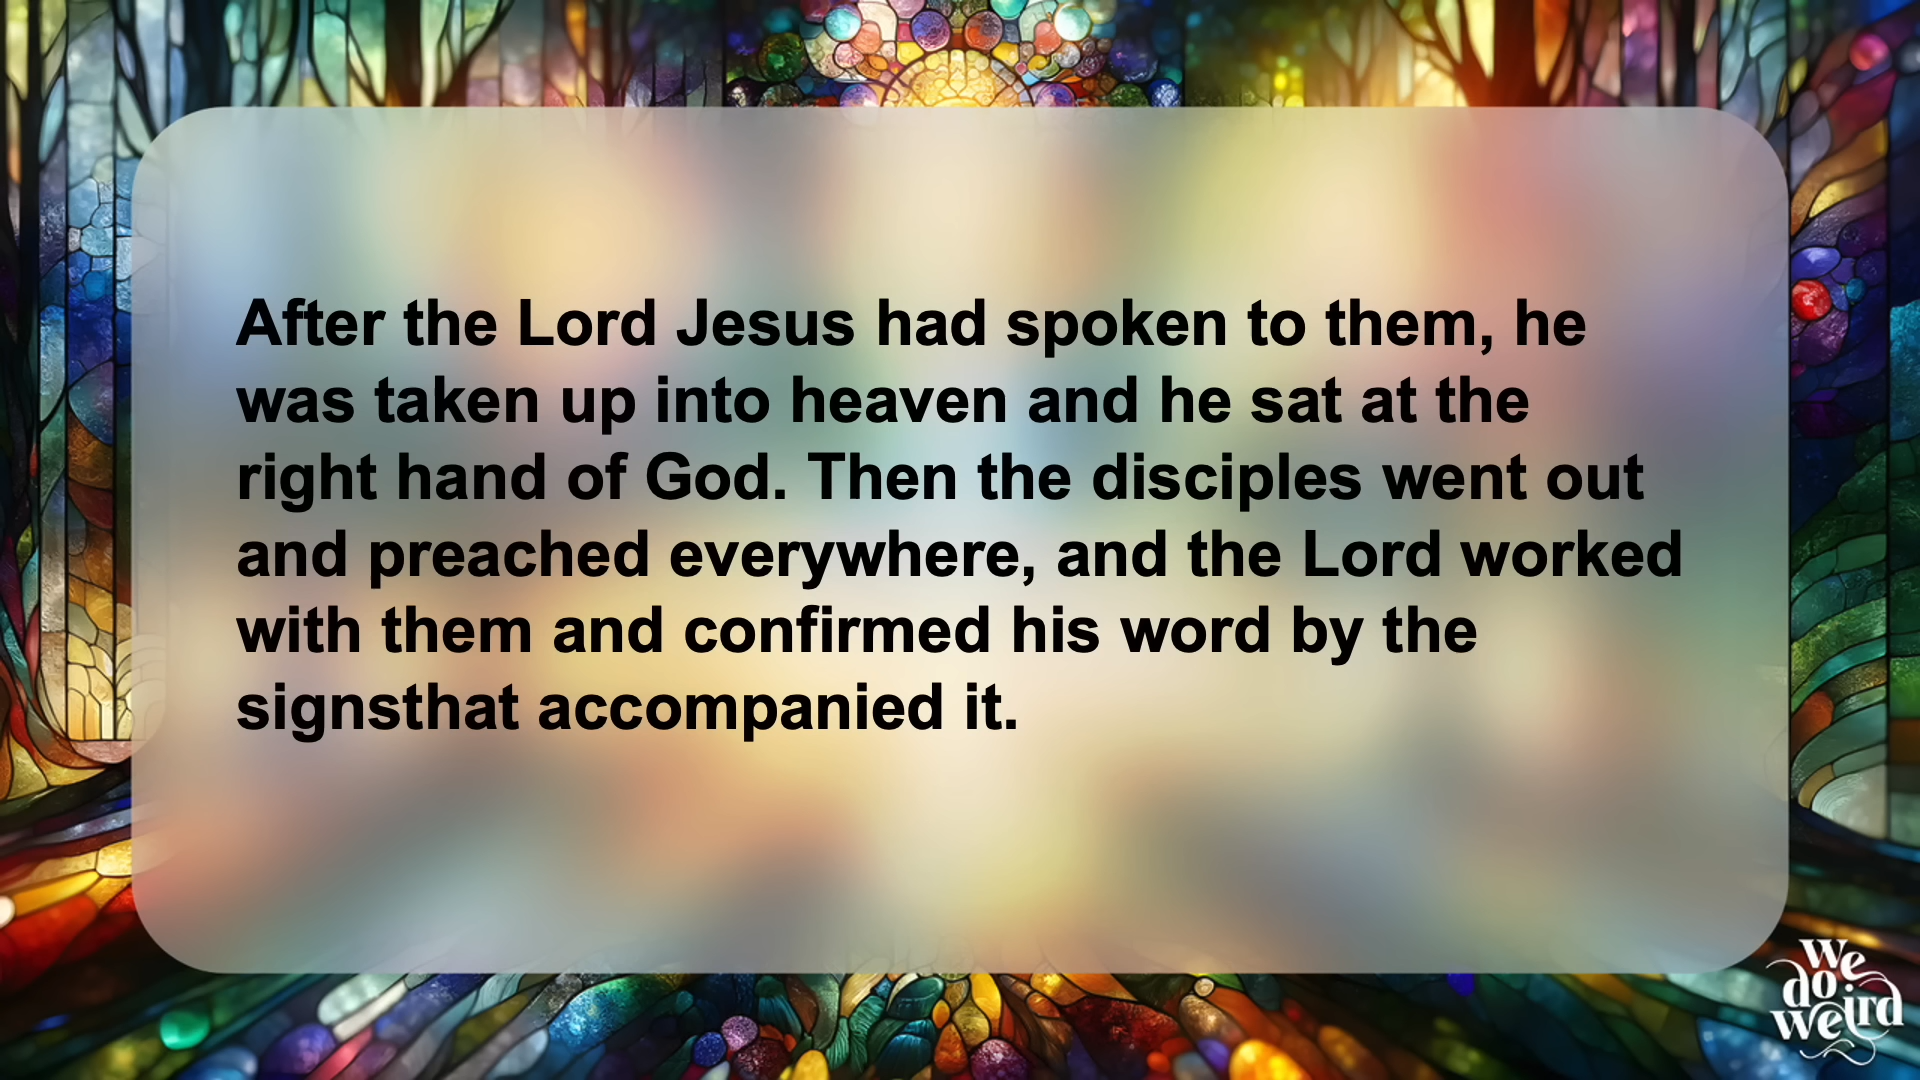 After the Lord Jesus had spoken to them, he
was taken up into heaven and he sat at the
right hand of God. Then the disciples went out
and preached everywhere, and the Lord worked
with them and confirmed his word by the
signsthat accompanied it.
We
do
weird